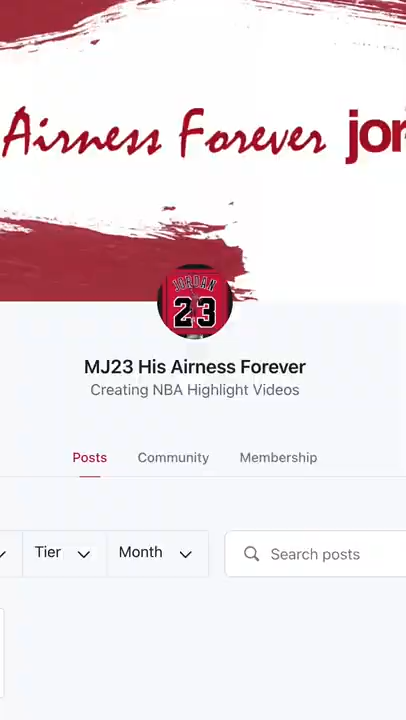 Airness Forever jor
JORDAN
23
MJ23 His Airness Forever
Creating NBA Highlight Videos
Posts Community Membership
Tier Month Search posts